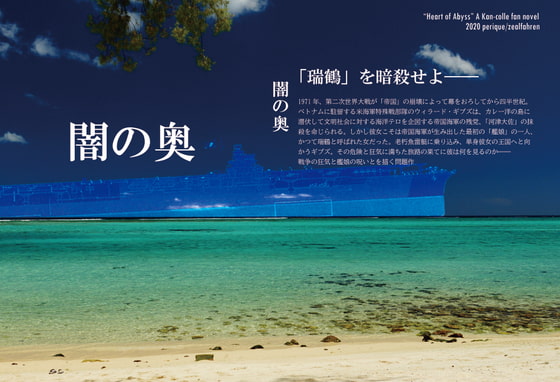 "Heart of Abyss" A Kan-colle fan novel
2020 perique/zealfahren
「瑞鶴」を暗殺せよ――
1971年、第二次世界大戦が「帝国」の崩壊によって幕をおろしてから四半世紀。
ベトナムに駐留する米海軍特殊戦部隊のウィラード・ギブズは、カレー洋の島に
潜伏して文明社会に対する海洋テロを企図する帝国海軍の残党、「河津大佐」の抹
殺を命じられる。しかし彼女こそは帝国海軍が生み出した最初の「艦娘」の一人、
かつて瑞鶴と呼ばれた女だった。老朽魚雷艇に乗り込み、単身彼女の王国へと向
かうギブズ。その危険と狂気に満ちた旅路の果てに彼は何を見るのか――
戦争の狂気と艦娘の呪いとを描く問題作
闇の奥
闇の奥